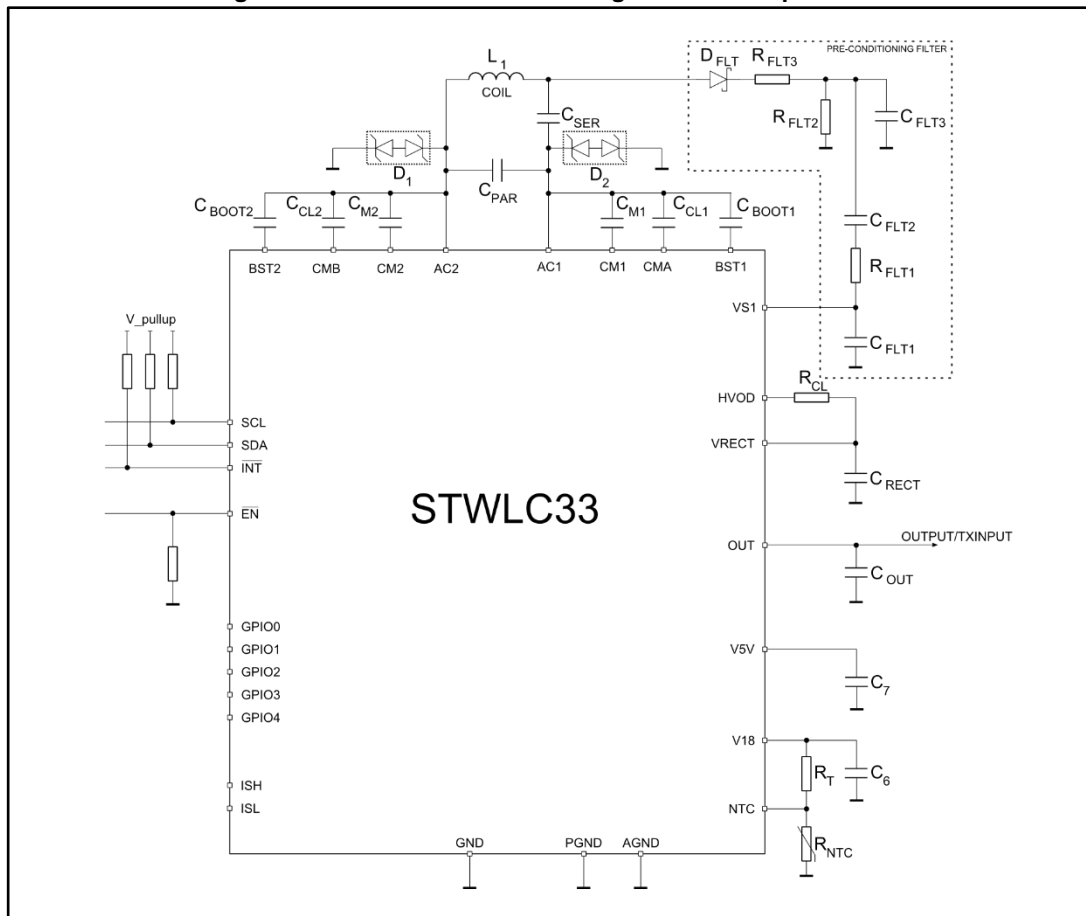 PRE-CONDITIONING FILTER
L1
COIL
DFLT
RFLT3
CSER
RFLT2
CFLT3
D1
D2
CPAR
CBOOT2
CCL2
CM2
CM1
CCL1
CBOOT1
CFLT2
BST2
CMB
CM2
AC2
AC1
CM1
CMA
BST1
RFLT1
VS1
V_pullup
CFLT1
RCL
HVOD
SCL
SDA
VRECT
INT
CRECT
STWLC33
EN
OUT
OUTPUT/TXINPUT
COUT
GPIO0
GPIO1
GPIO2
GPIO3
GPIO4
V5V
C7
V18
RT
C6
ISH
ISL
NTC
RNTC
GND
PGND
AGND